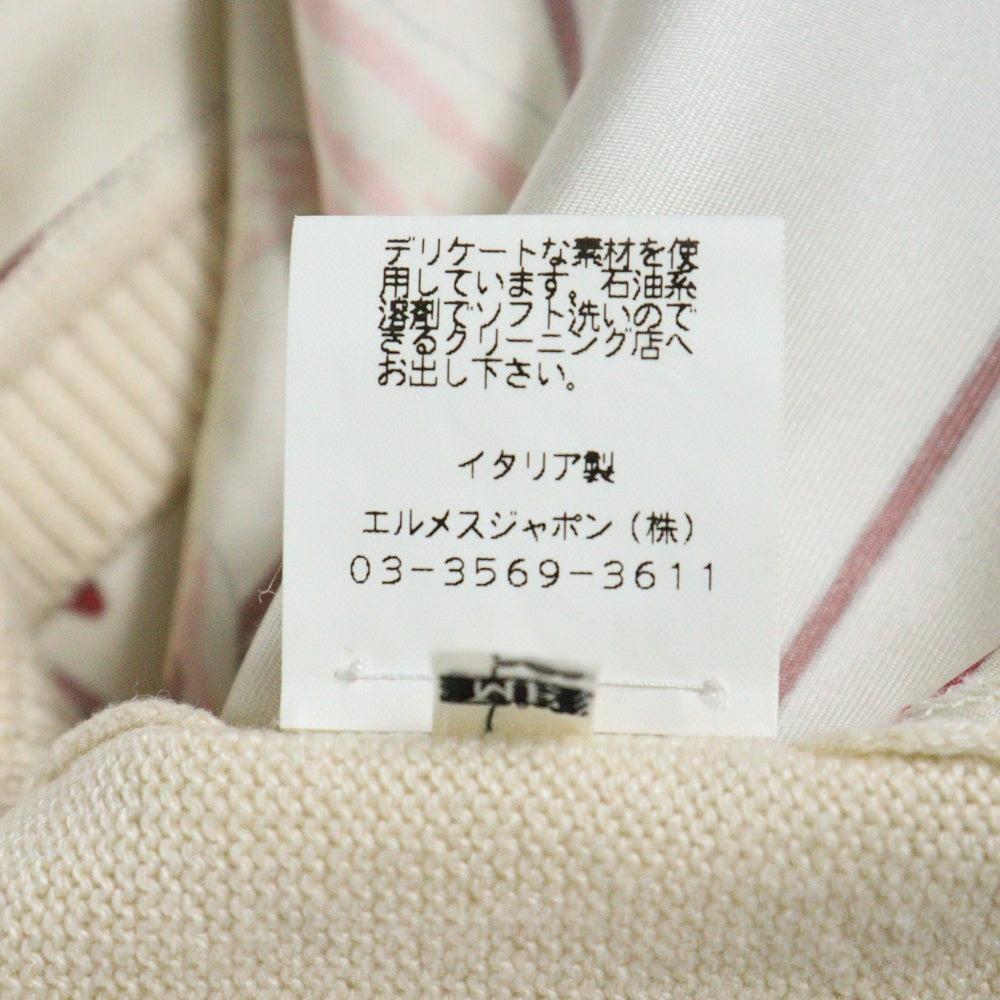 デリケートな素材を使
用しています。石油系
溶剤でソフト洗いので
きるクリーニング店へ
お出し下さい。
イタリア製
エルメスジャポン（株）
03-3569-3611